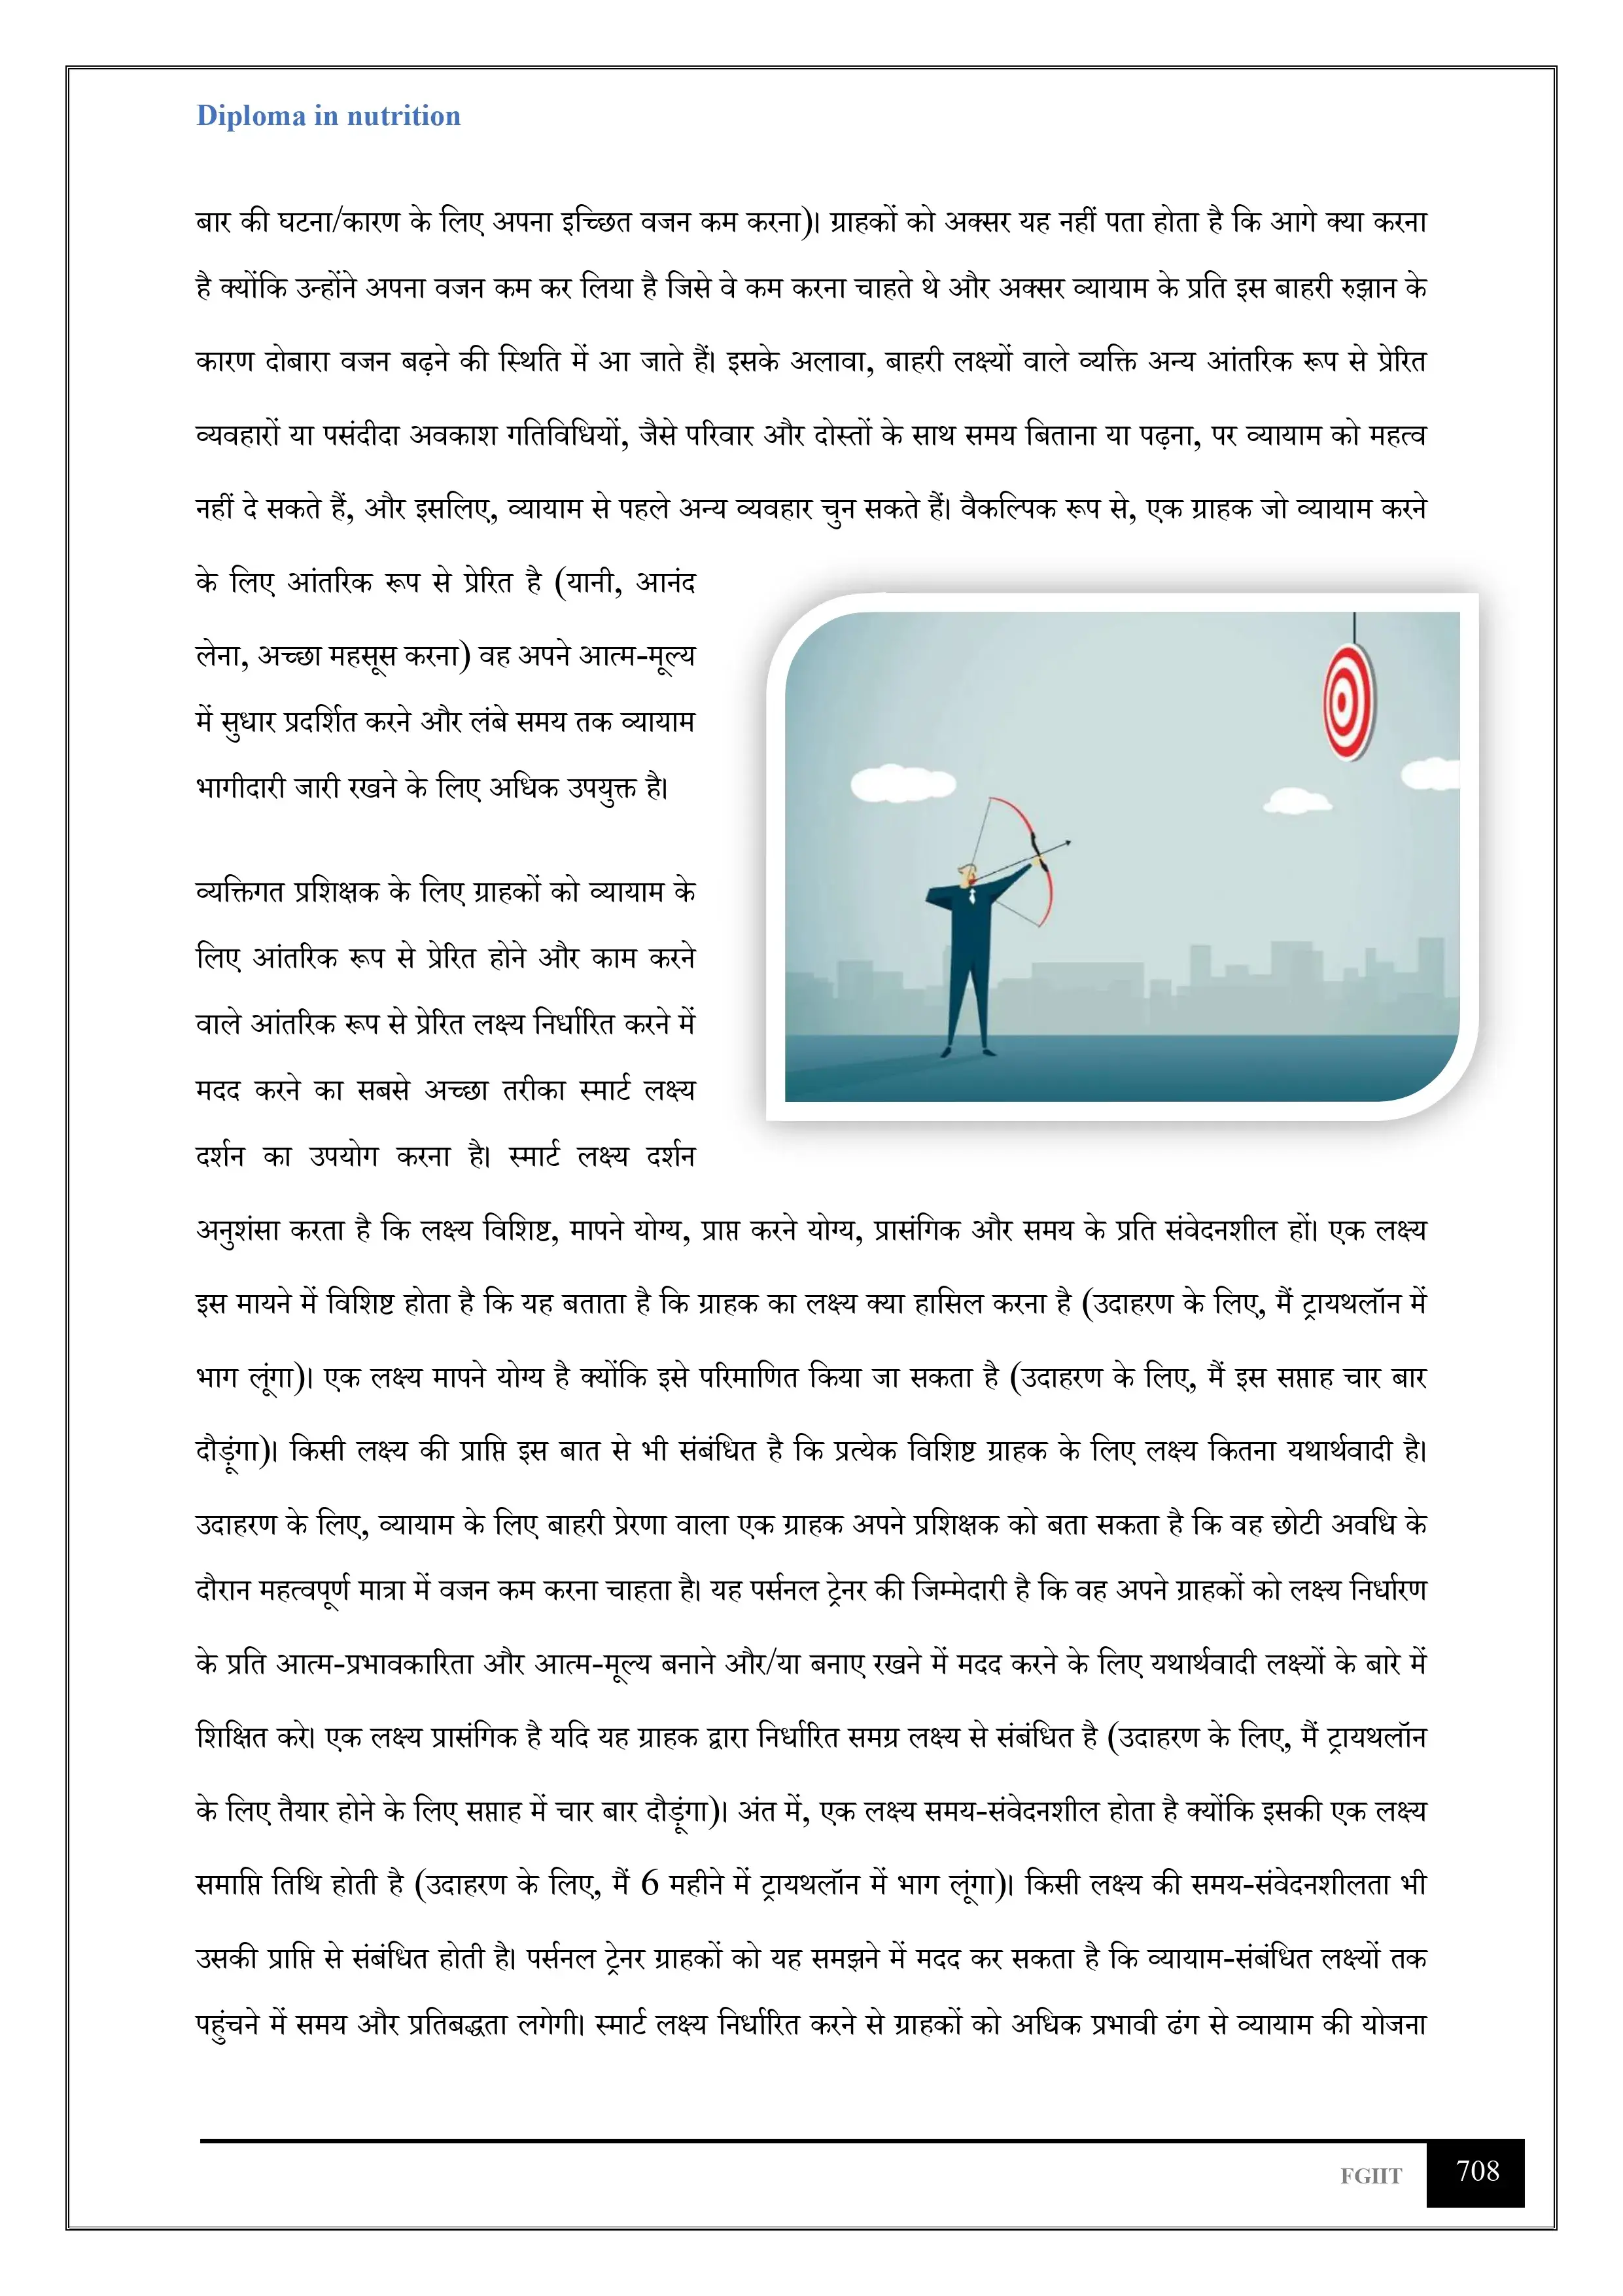 Diploma in nutrition
बार की घटना/कारण के लिए अपना इच्छित वजन कम करना)। ग्राहकों को अक्सर यह नहीं पता होता है कि आगे क्या करना
है क्योंकि उन्होंने अपना वजन कम कर लिया है जिसे वे कम करना चाहते थे और अक्सर व्यायाम के प्रति इस बाहरी रुझान के
कारण दोबारा वजन बढ़ने की स्थिति में आ जाते हैं। इसके अलावा, बाहरी लक्ष्यों वाले व्यक्ति अन्य आंतरिक रूप से प्रेरित
व्यवहारों या पसंदीदा अवकाश गतिविधियों, जैसे परिवार और दोस्तों के साथ समय बिताना या पढ़ना, पर व्यायाम को महत्व
नहीं दे सकते हैं, और इसलिए, व्यायाम से पहले अन्य व्यवहार चुन सकते हैं। वैकल्पिक रूप से, एक ग्राहक जो व्यायाम करने
के लिए आंतरिक रूप से प्रेरित है (यानी, आनंद
लेना, अच्छा महसूस करना) वह अपने आत्म-मूल्य
में सुधार प्रदर्शित करने और लंबे समय तक व्यायाम
भागीदारी जारी रखने के लिए अधिक उपयुक्त है।
व्यक्तिगत प्रशिक्षक के लिए ग्राहकों को व्यायाम के
लिए आंतरिक रूप से प्रेरित होने और काम करने
वाले आंतरिक रूप से प्रेरित लक्ष्य निर्धारित करने में
मदद करने का सबसे अच्छा तरीका स्मार्ट लक्ष्य
दर्शन का उपयोग करना है। स्मार्ट लक्ष्य दर्शन
अनुशंसा करता है कि लक्ष्य विशिष्ट, मापने योग्य, प्राप्त करने योग्य, प्रासंगिक और समय के प्रति संवेदनशील हों। एक लक्ष्य
इस मायने में विशिष्ट होता है कि यह बताता है कि ग्राहक का लक्ष्य क्या हासिल करना है (उदाहरण के लिए, मैं ट्रायथलॉन में
भाग लूंगा)। एक लक्ष्य मापने योग्य है क्योंकि इसे परिमाणित किया जा सकता है (उदाहरण के लिए, मैं इस सप्ताह चार बार
दौड़ूंगा)। किसी लक्ष्य की प्राप्ति इस बात से भी संबंधित है कि प्रत्येक विशिष्ट ग्राहक के लिए लक्ष्य कितना यथार्थवादी है।
उदाहरण के लिए, व्यायाम के लिए बाहरी प्रेरणा वाला एक ग्राहक अपने प्रशिक्षक को बता सकता है कि वह छोटी अवधि के
दौरान महत्वपूर्ण मात्रा में वजन कम करना चाहता है। यह पर्सनल ट्रेनर की जिम्मेदारी है कि वह अपने ग्राहकों को लक्ष्य निर्धारण
के प्रति आत्म-प्रभावकारिता और आत्म-मूल्य बनाने और/या बनाए रखने में मदद करने के लिए यथार्थवादी लक्ष्यों के बारे में
शिक्षित करे। एक लक्ष्य प्रासंगिक है यदि यह ग्राहक द्वारा निर्धारित समग्र लक्ष्य से संबंधित है (उदाहरण के लिए, मैं ट्रायथलॉन
के लिए तैयार होने के लिए सप्ताह में चार बार दौड़ूंगा)। अंत में, एक लक्ष्य समय-संवेदनशील होता है क्योंकि इसकी एक लक्ष्य
समाप्ति तिथि होती है (उदाहरण के लिए, मैं 6 महीने में ट्रायथलॉन में भाग लूंगा)। किसी लक्ष्य की समय-संवेदनशीलता भी
उसकी प्राप्ति से संबंधित होती है। पर्सनल ट्रेनर ग्राहकों को यह समझने में मदद कर सकता है कि व्यायाम-संबंधित लक्ष्यों तक
पहुंचने में समय और प्रतिबद्धता लगेगी। स्मार्ट लक्ष्य निर्धारित करने से ग्राहकों को अधिक प्रभावी ढंग से व्यायाम की योजना
FGIIT 708